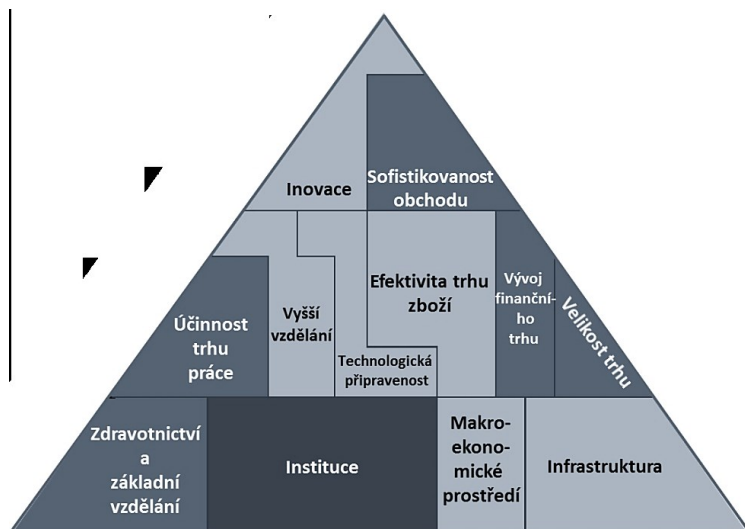 Inovace
Sofistikovanost
obchodu
Účinnost
trhu
práce
Vyšší
vzdělání
Technologická
připravenost
Efektivita trhu
zboží
Vývoj
finanční-
ho
trhu
Velikost trhu
Zdravotnictví
a
základní
vzdělání
Instituce
Makro-
ekono-
mické
prostředí
Infrastruktura